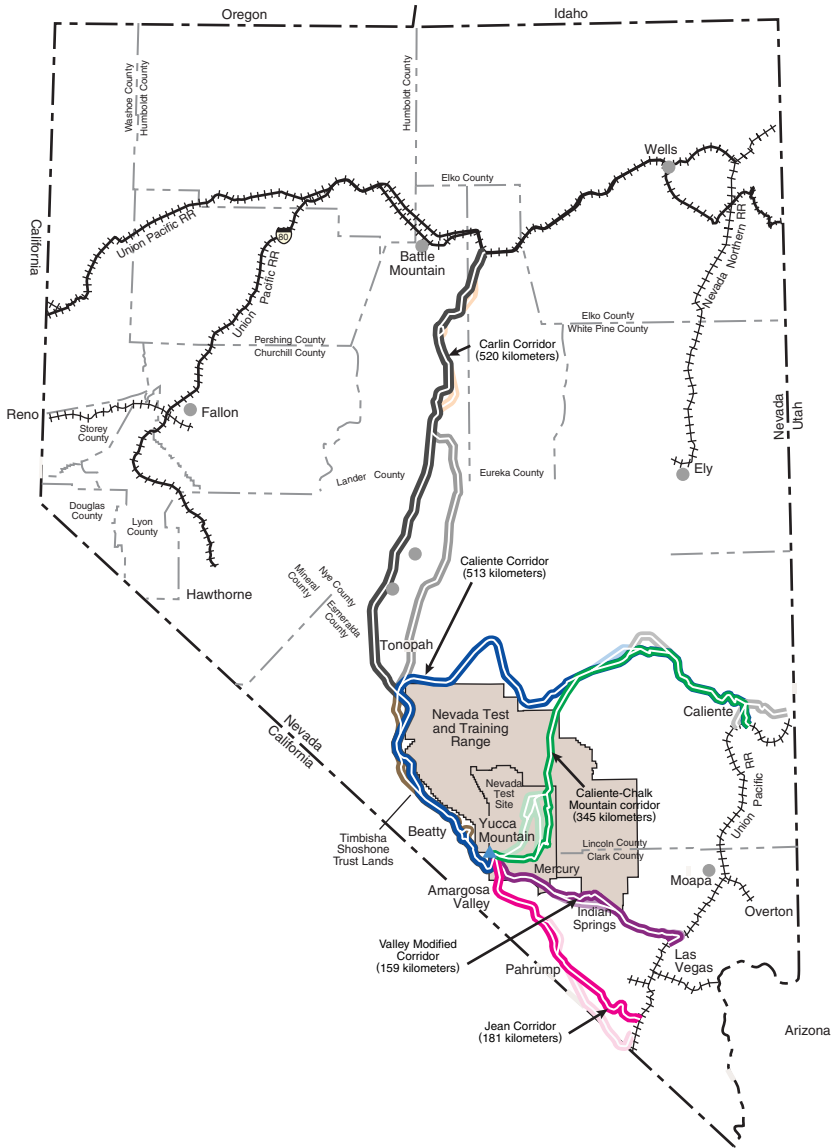 Oregon
Idaho
Washoe County
Humboldt County
Humboldt County
Wells
Elko County
California
Union Pacific RR
80
Union Pacific RR
Battle
Mountain
Nevada Northern RR
Elko County
White Pine County
Pershing County
Churchill County
Carlin Corridor
(520 kilometers)
Nevada
Utah
Reno
Fallon
Storey
County
Lander County
Eureka County
Ely
Douglas
County
Lyon
County
Hawthorne
Caliente Corridor
(513 kilometers)
Mineral
County
Nye County
Esmeralda
County
Tonopah
Nevada
California
Nevada Test
and Training
Range
Caliente
Nevada
Test
Site
Caliente-Chalk
Mountain corridor
(345 kilometers)
Union Pacific RR
Timbisha
Shoshone
Trust Lands
Beatty
Yucca
Mountain
Lincoln County
Clark County
Mercury
Moapa
Amargosa
Valley
Overton
Indian
Springs
Valley Modified
Corridor
(159 kilometers)
Las
Vegas
Pahrump
Jean Corridor
(181 kilometers)
Arizona